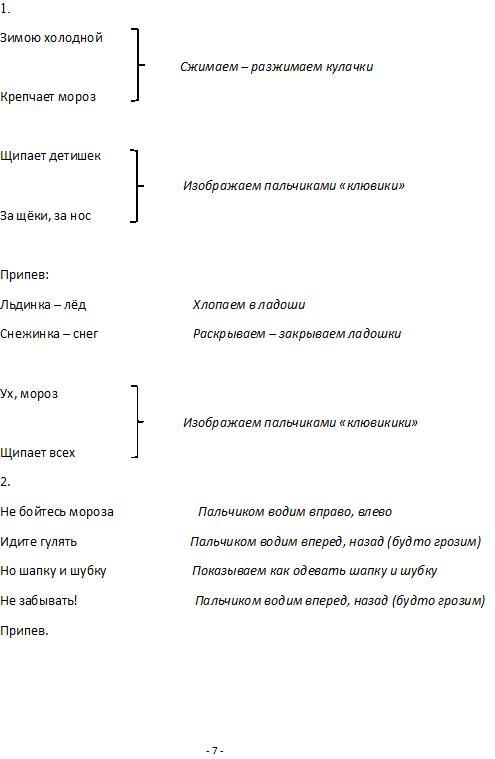 1.
Зимою холодной
Сжимаем – разжимаем кулачки
Крепчает мороз
Щипает детишек
Изображаем пальчиками «клювики»
За щёки, за нос
Припев:
Льдинка – лёд Хлопаем в ладоши
Снежинка – снег Раскрываем – закрываем ладошки
Ух, мороз
Изображаем пальчиками «клювикики»
Щипает всех
2.
Не бойтесь мороза Пальчиком водим вправо, влево
Идите гулять Пальчиком водим вперед, назад (будто грозим)
Но шапку и шубку Показываем как одевать шапку и шубку
Не забывать! Пальчиком водим вперед, назад (будто грозим)
Припев.
- 7 -